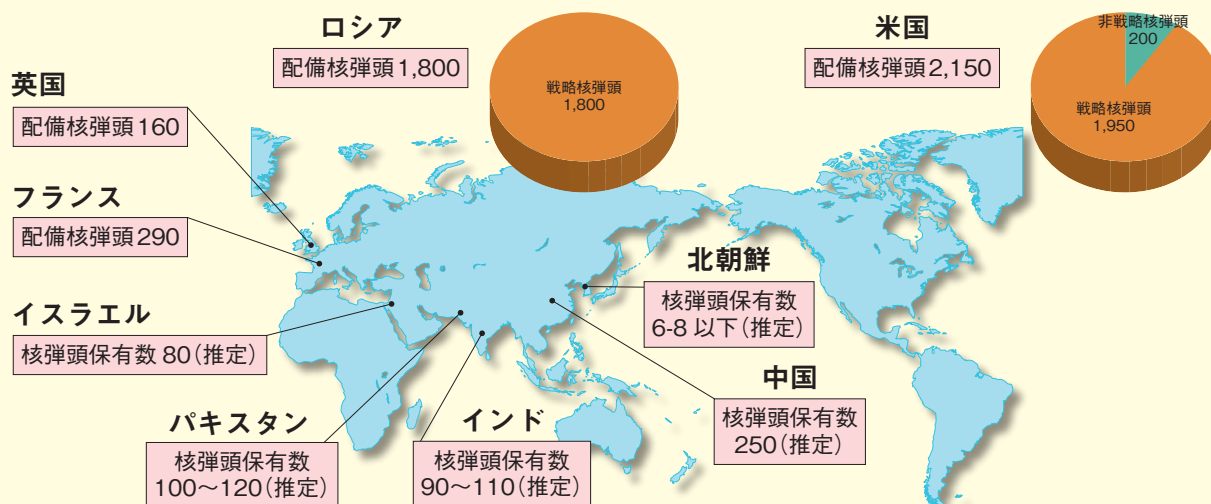 ロシア
配備核弾頭 1,800
戦略核弾頭
1,800
米国
配備核弾頭 2,150
非戦略核弾頭
200
戦略核弾頭
1,950
英国
配備核弾頭 160
フランス
配備核弾頭 290
イスラエル
核弾頭保有数 80(推定)
パキスタン
核弾頭保有数
100〜120(推定)
インド
核弾頭保有数
90〜110(推定)
北朝鮮
核弾頭保有数
6-8 以下(推定)
中国
核弾頭保有数
250(推定)